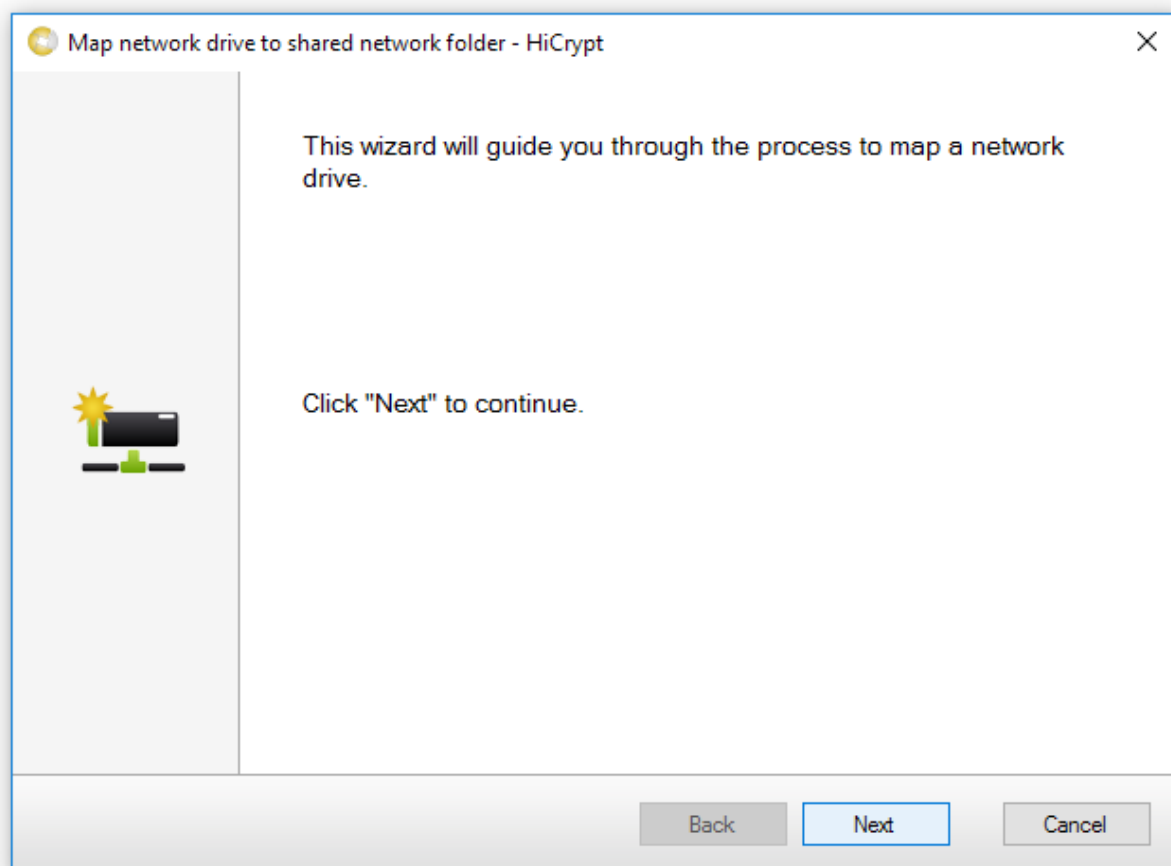 Map network drive to shared network folder - HiCrypt
This wizard will guide you through the process to map a network
drive.
Click "Next" to continue.
Back
Next
Cancel